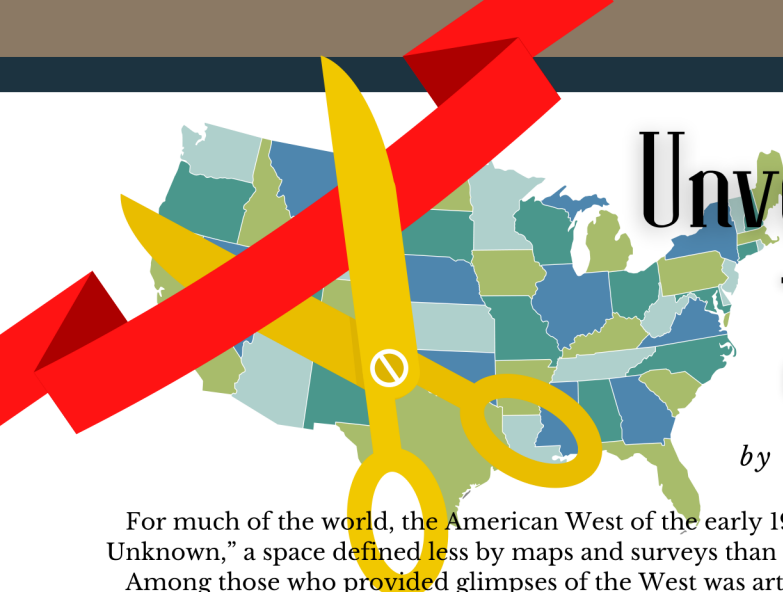 Unv
by
For much of the world, the American West of the early 19
Unknown,” a space defined less by maps and surveys than
Among those who provided glimpses of the West was art